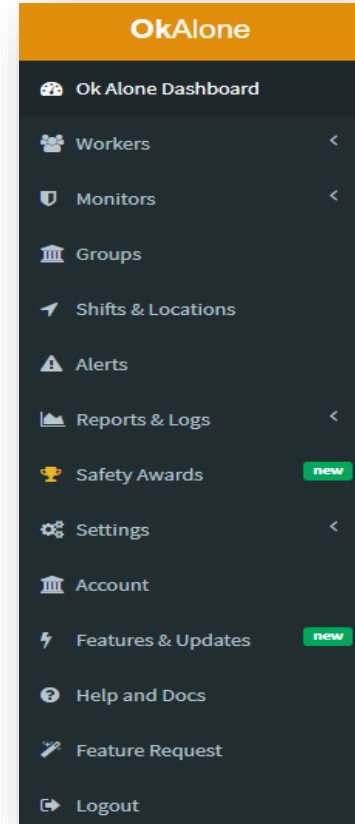 OkAlone
Ok Alone Dashboard
Workers
Monitors
Groups
Shifts & Locations
Alerts
Reports & Logs
Safety Awards new
Settings
Account
Features & Updates new
Help and Docs
Feature Request
Logout